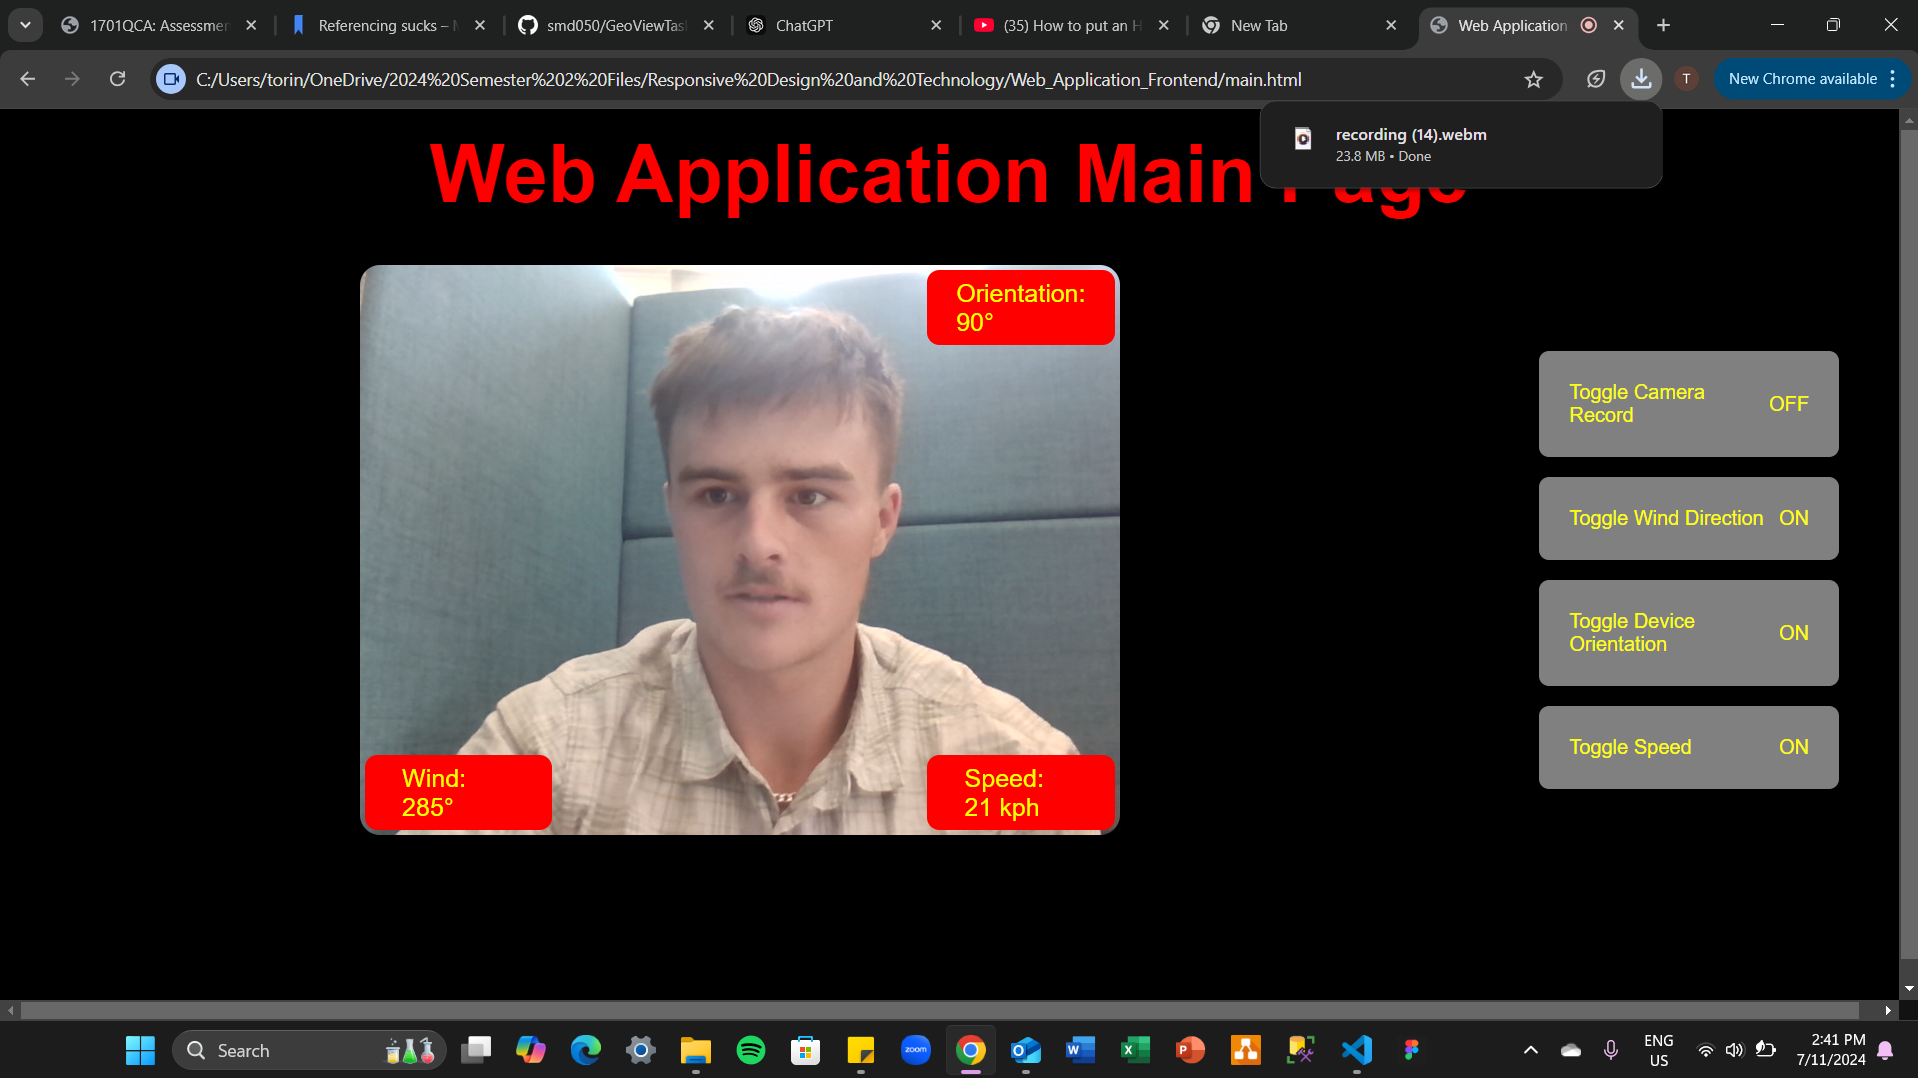 1701QCA: Assessmen
Referencing sucks – M
smd050/GeoViewTas
ChatGPT
(35) How to put an H
New Tab
Web Application
C:/Users/torin/OneDrive/2024%20Semester%202%20Files/Responsive%20Design%20and%20Technology/Web_Application_Frontend/main.html
T
New Chrome available
recording (14).webm
23.8 MB • Done
Web Application Main Page
Orientation:
90°
Wind:
285°
Speed:
21 kph
Toggle Camera
Record
OFF
Toggle Wind Direction ON
Toggle Device
Orientation
ON
Toggle Speed ON
Search
zoom
ENG
US
2:41 PM
7/11/2024